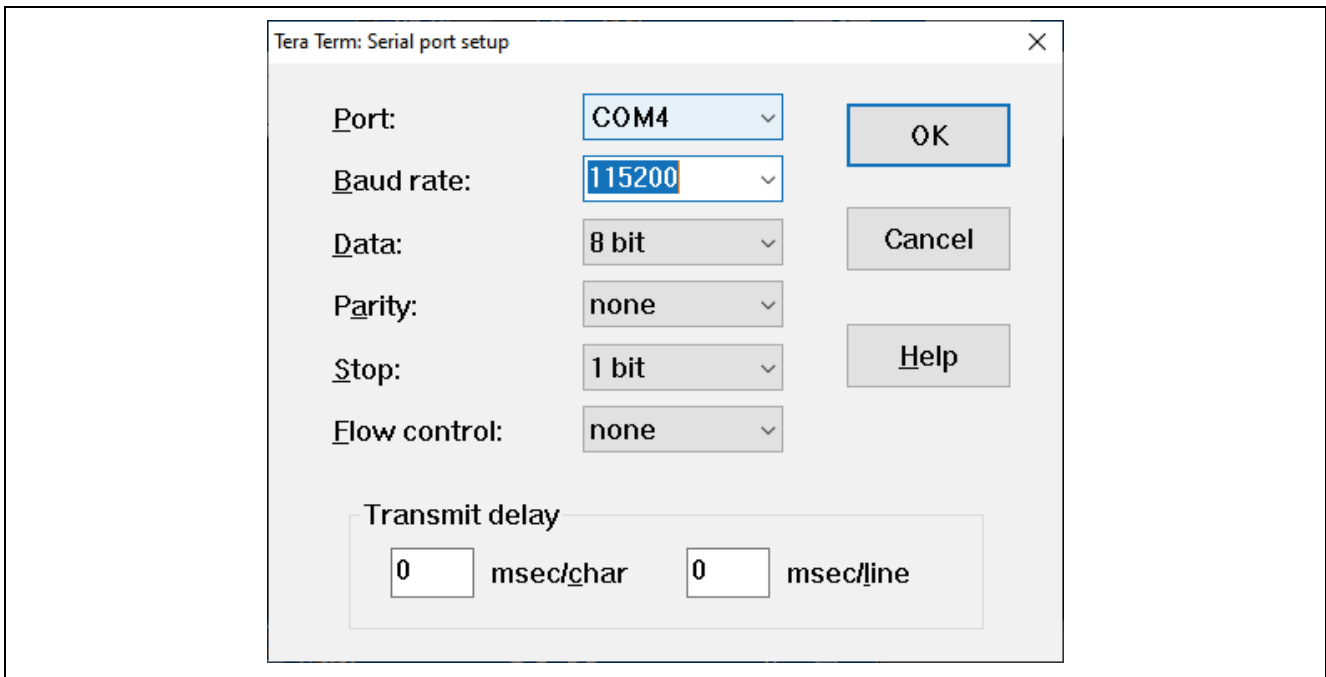 Tera Term: Serial port setup
Port: COM4 OK
Baud rate: 115200
Data: 8 bit Cancel
Parity: none
Stop: 1 bit Help
Flow control: none
Transmit delay
0 msec/char 0 msec/line